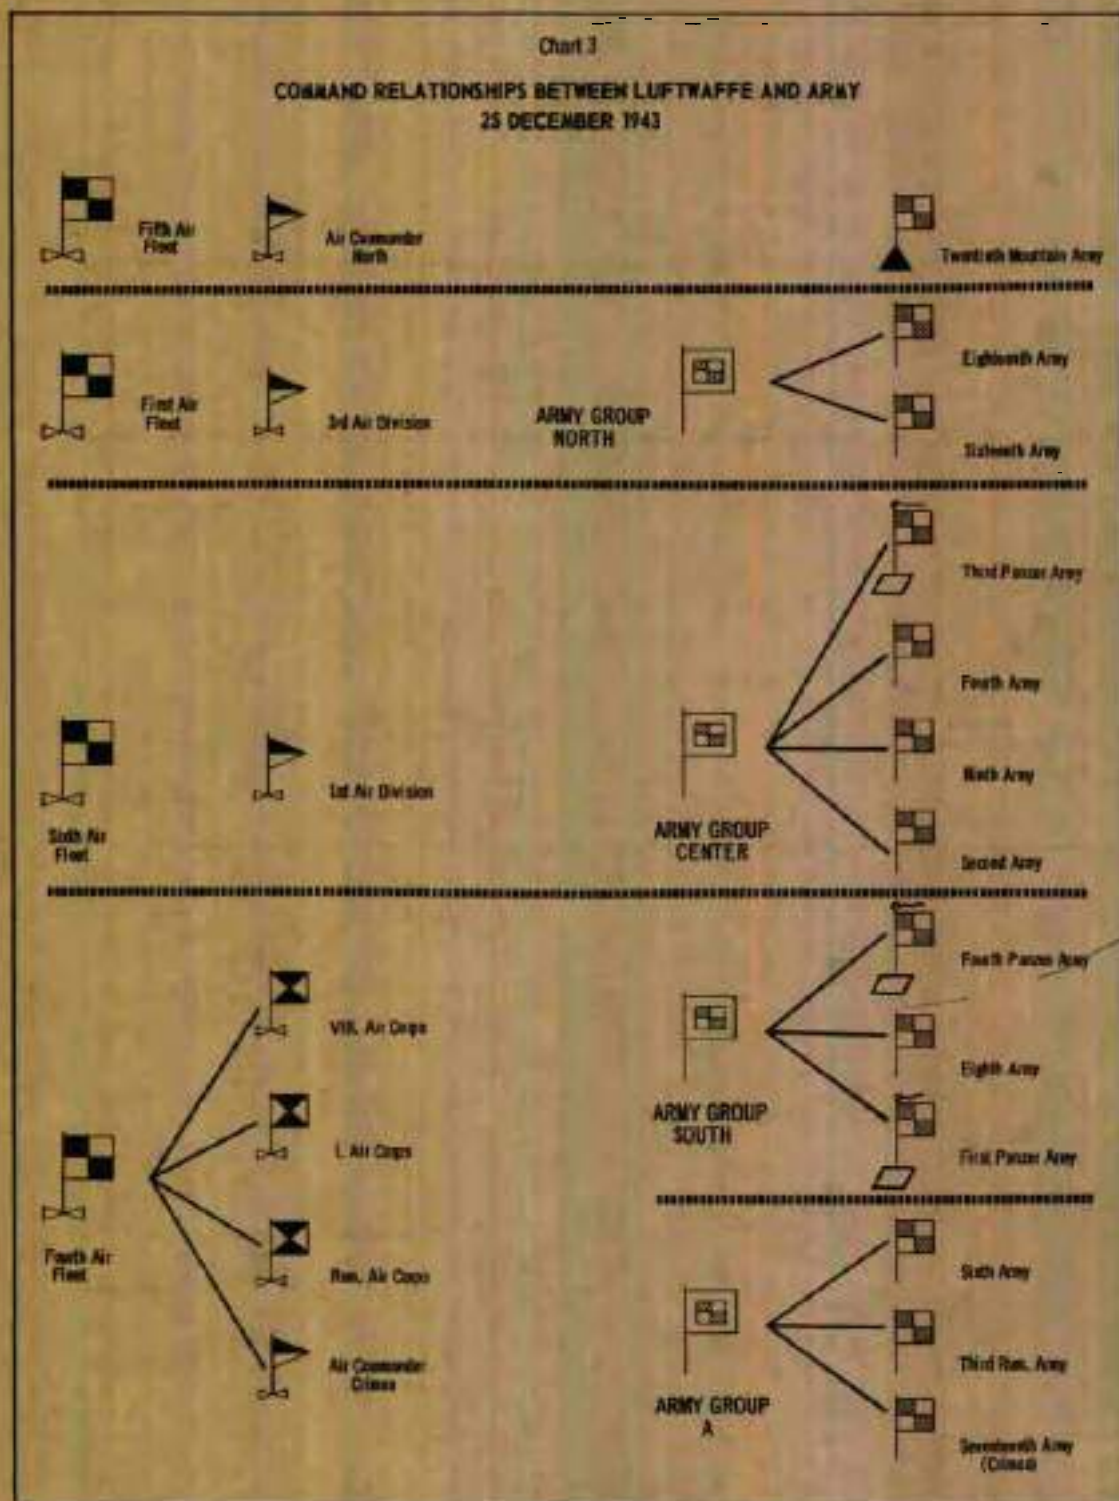 Chart 3
COMMAND RELATIONSHIPS BETWEEN LUFTWAFFE AND ARMY
25 DECEMBER 1943
Fifth Air
Fleet
Air Commander
North
Twentieth Mountain Army
Eighteenth Army
First Air
Fleet
3rd Air Division
ARMY GROUP
NORTH
Sixteenth Army
Third Panzer Army
Fourth Army
Ninth Army
Sixth Air
Fleet
1st Air Division
ARMY GROUP
CENTER
Second Army
Fourth Panzer Army
VIII. Air Corps
Eighth Army
ARMY GROUP
SOUTH
I. Air Corps
First Panzer Army
Fourth Air
Fleet
Rum. Air Corps
Sixth Army
Air Commander
Crimea
Third Rum. Army
ARMY GROUP
A
Seventeenth Army
(Crimea)